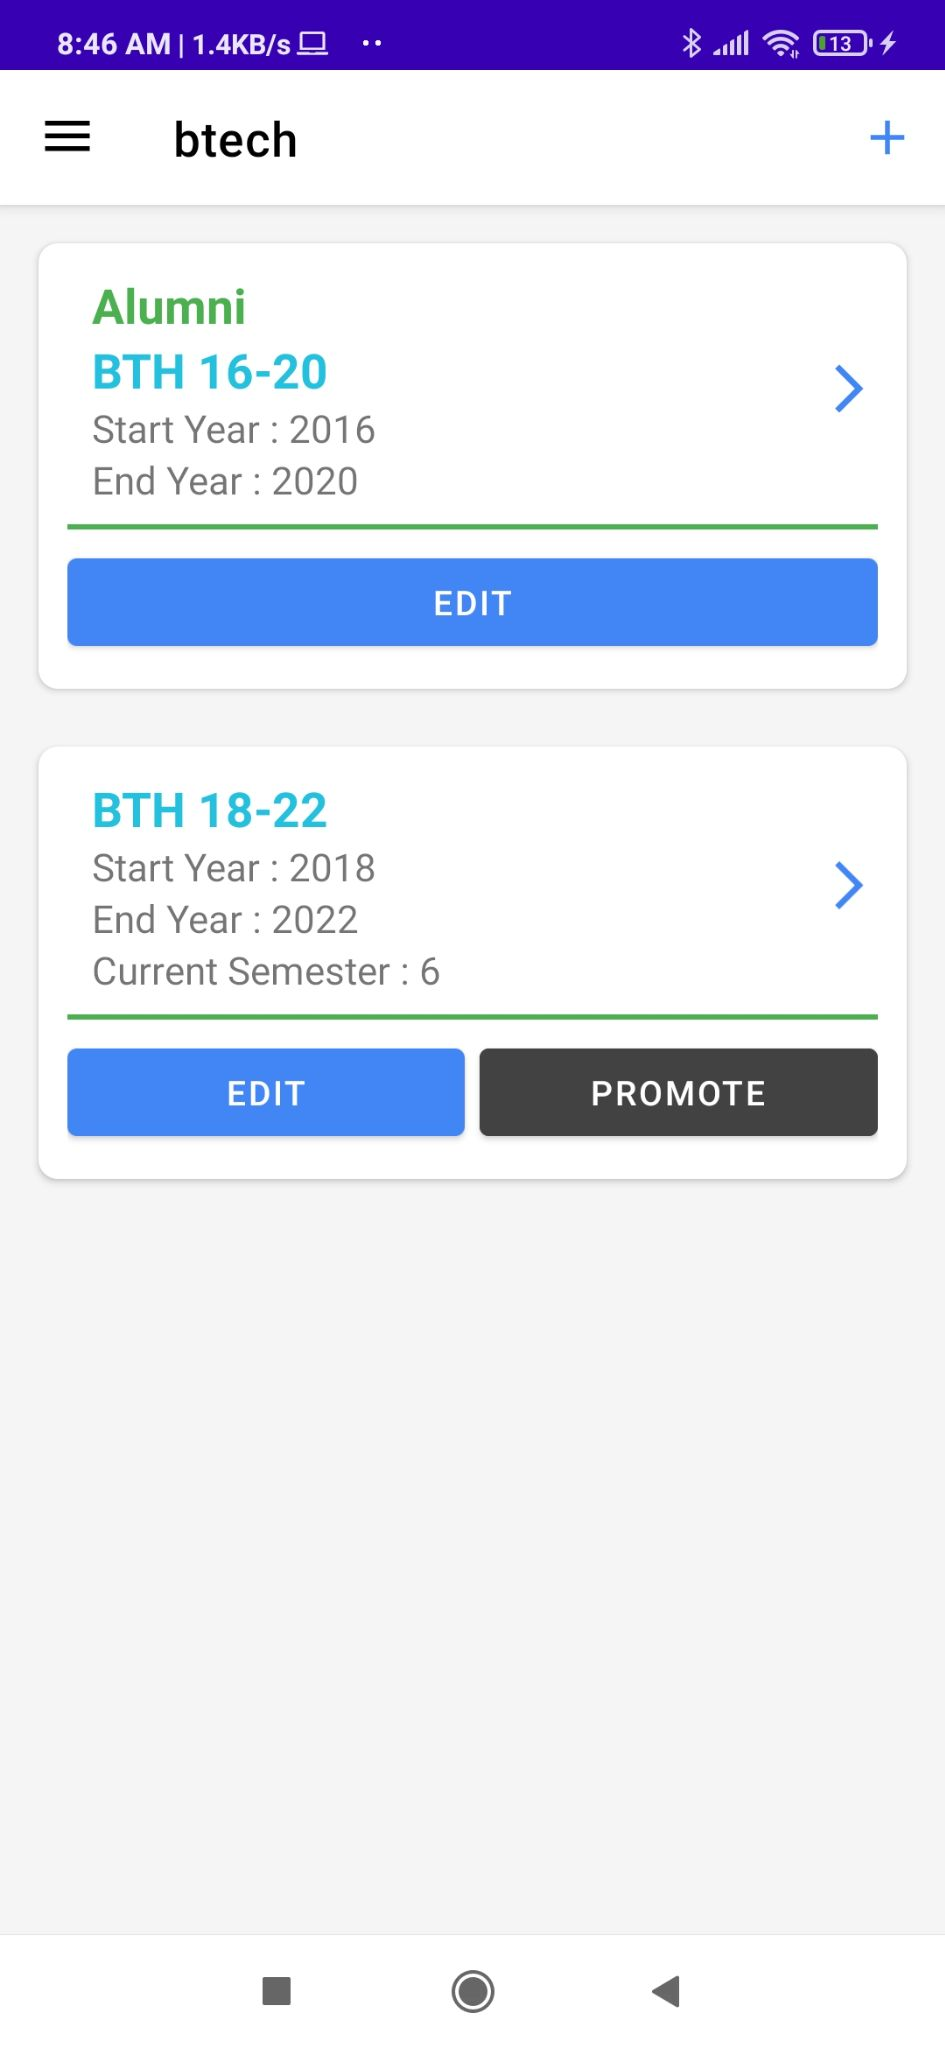 8:46 AM | 1.4KB/s
13
btech
Alumni
BTH 16-20
Start Year : 2016
End Year : 2020
EDIT
BTH 18-22
Start Year : 2018
End Year : 2022
Current Semester : 6
EDIT
PROMOTE